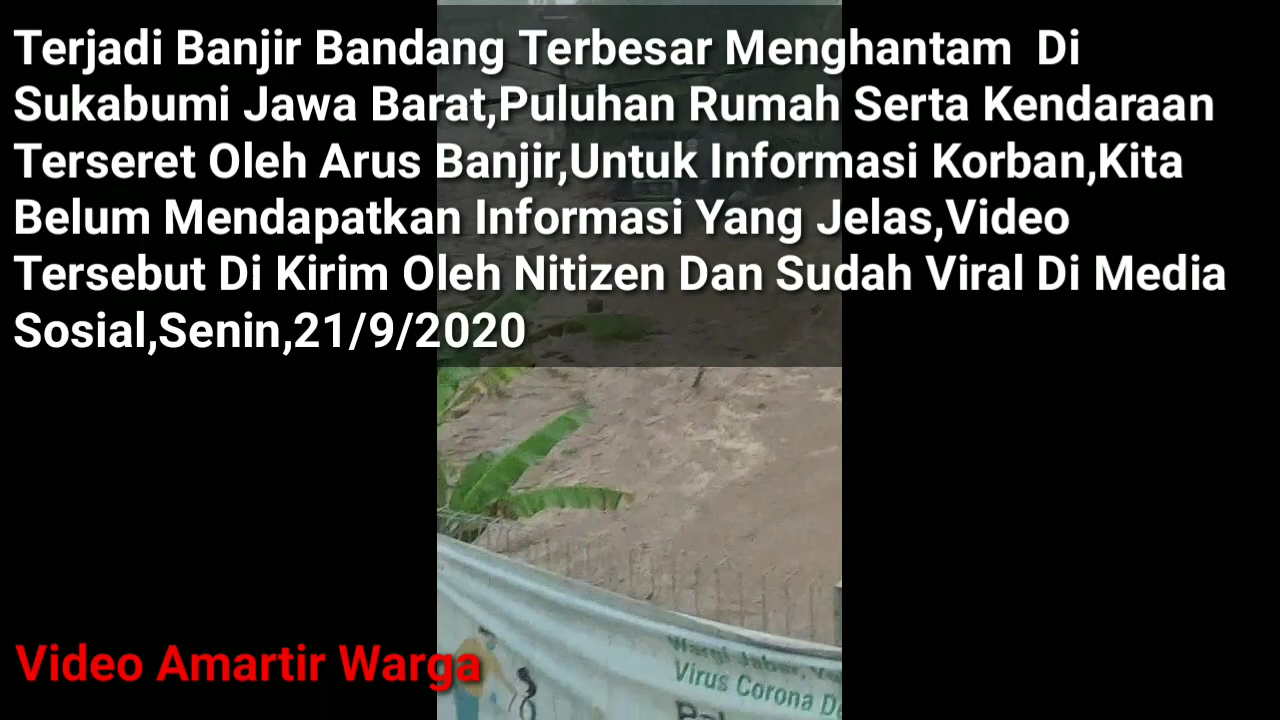 Terjadi Banjir Bandang Terbesar Menghantam Di
Sukabumi Jawa Barat,Puluhan Rumah Serta Kendaraan
Terseret Oleh Arus Banjir,Untuk Informasi Korban,Kita
Belum Mendapatkan Informasi Yang Jelas,Video
Tersebut Di Kirim Oleh Nitizen Dan Sudah Viral Di Media
Sosial,Senin,21/9/2020
Video Amartir Warga
Virus Corona